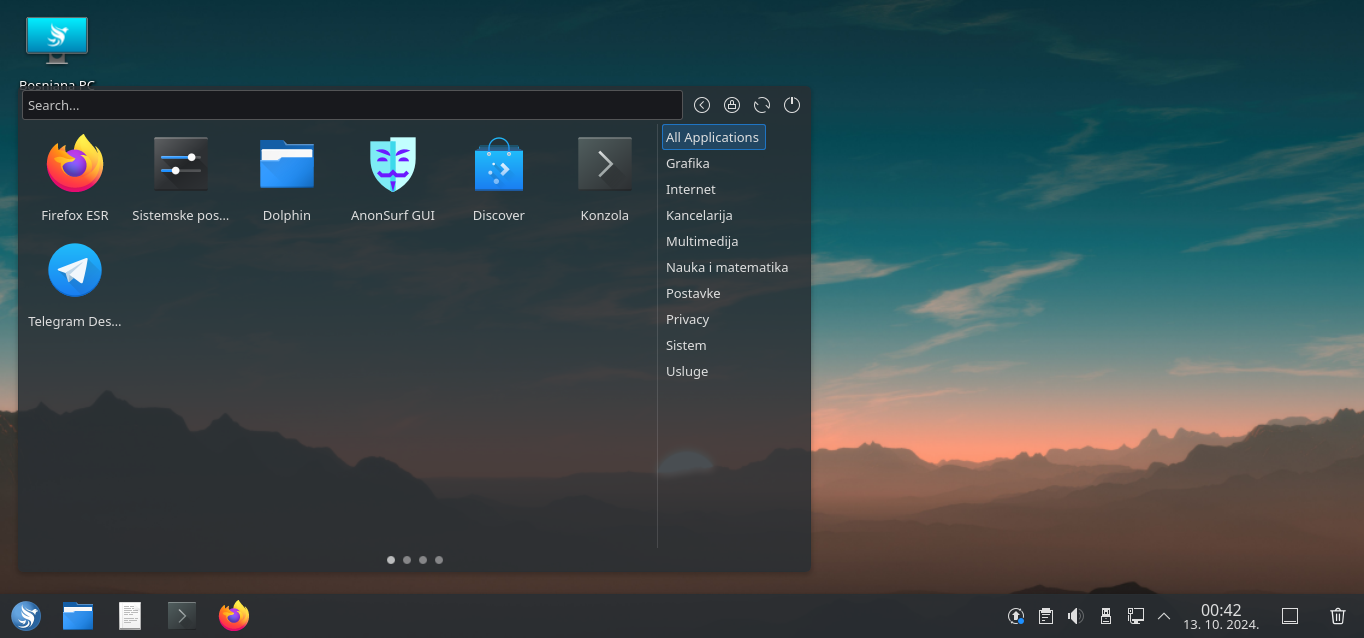 Bosniana PC
Search...
Firefox ESR
Sistemske pos...
Dolphin
AnonSurf GUI
Discover
Konzola
Telegram Des...
All Applications
Grafika
Internet
Kancelarija
Multimedija
Nauka i matematika
Postavke
Privacy
Sistem
Usluge
00:42
13. 10. 2024.